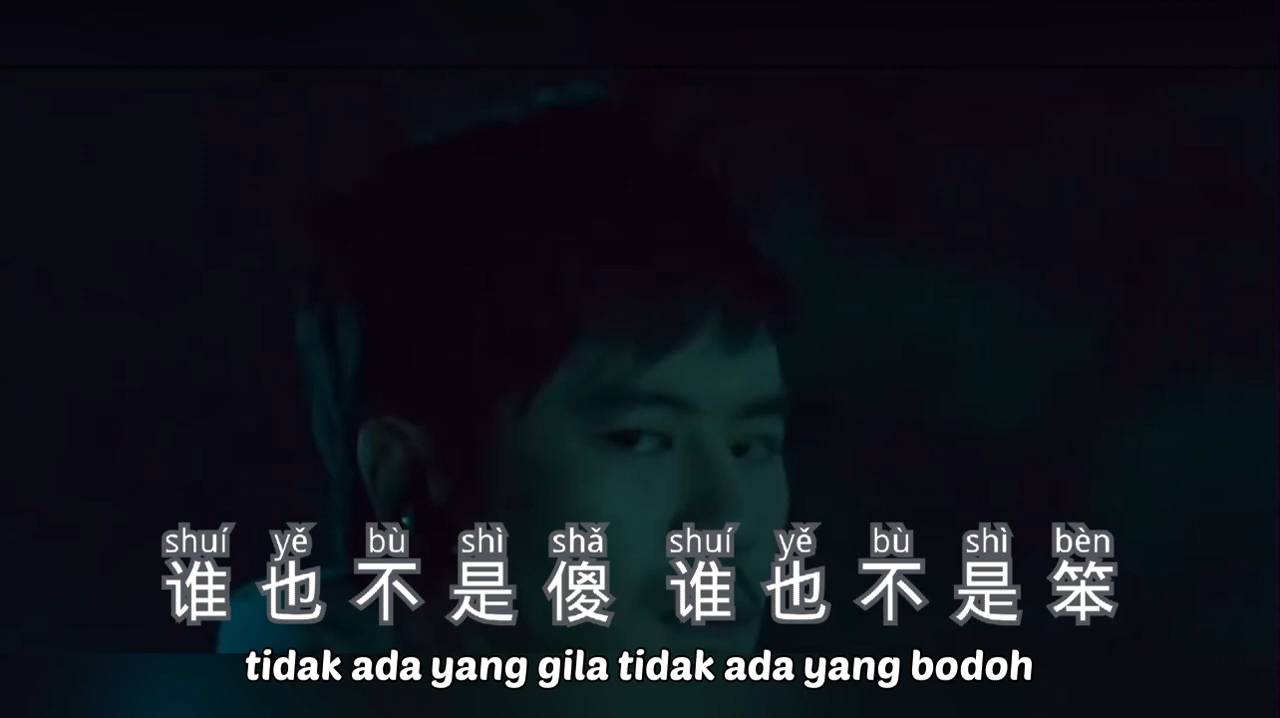 shuí yě bù shì shǎ shuí yě bù shì bèn
谁也不是傻 谁也不是笨
tidak ada yang gila tidak ada yang bodoh